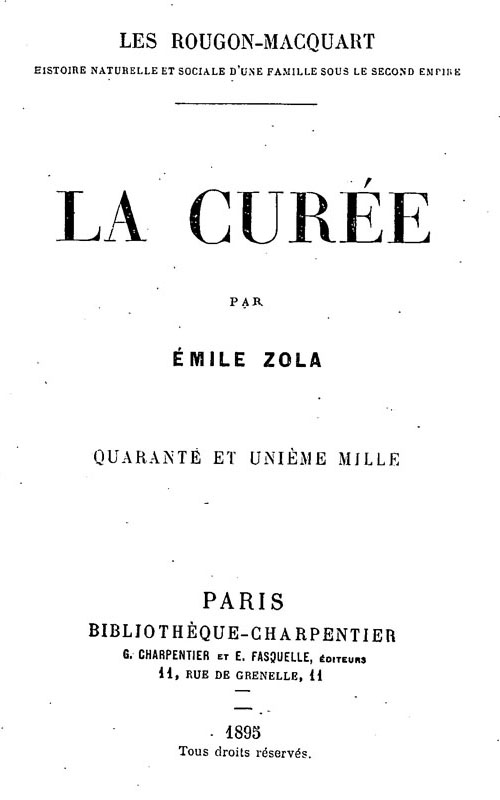 LES ROUGON-MACQUART
HISTOIRE NATURELLE ET SOCIALE D'UNE FAMILLE SOUS LE SECOND EMPIRE
LA CURÉE
PAR
ÉMILE ZOLA
QUARANTE ET UNIÈME MILLE
PARIS
BIBLIOTHÈQUE-CHARPENTIER
G. CHARPENTIER ET E. FASQUELLE, ÉDITEURS
11, RUE DE GRENELLE, 11
1895
Tous droits réservés.